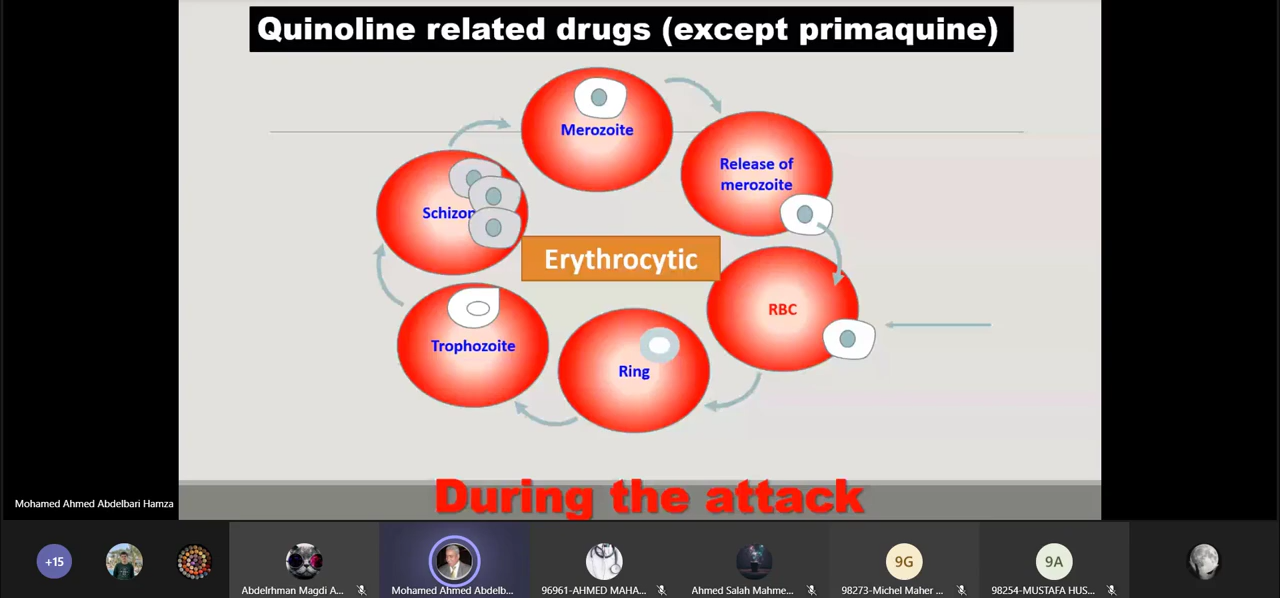 Quinoline related drugs (except primaquine)
Merozoite
Release of
merozoite
Schizon
Erythrocytic
RBC
Trophozoite
Ring
During the attack
Mohamed Ahmed Abdelbari Hamza
+15
Abdelrhman Magdi A...
Mohamed Ahmed Abdelb...
96961-AHMED MAHA...
Ahmed Salah Mahme...
9G
98273-Michel Maher ...
9A
98254-MUSTAFA HUS...